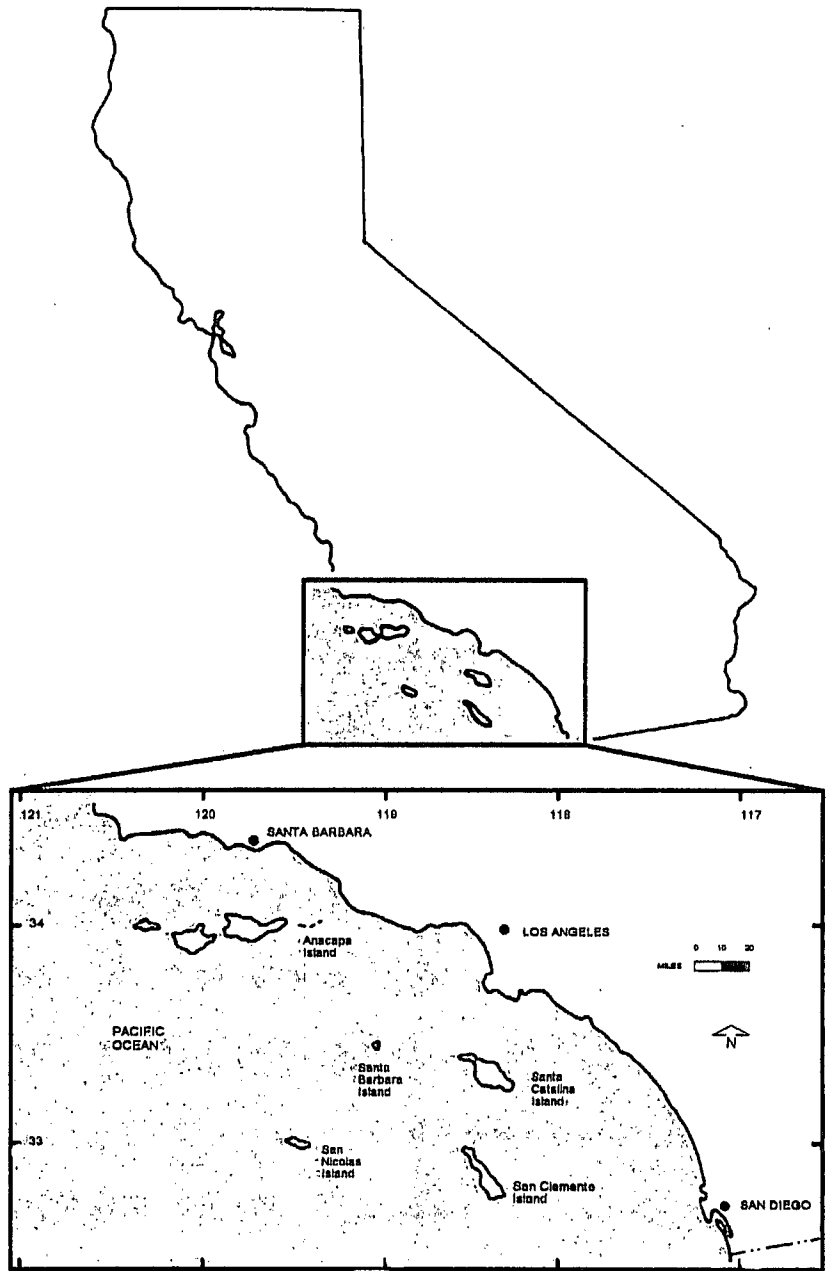 121 120 119 118 117
SANTA BARBARA
34
Anacapa
Island
LOS ANGELES
0 10 20
MILES
PACIFIC
OCEAN
N
Santa
Barbara
Island
Santa
Catalina
Island
33
San
Nicolas
Island
San Clemente
Island
SAN DIEGO